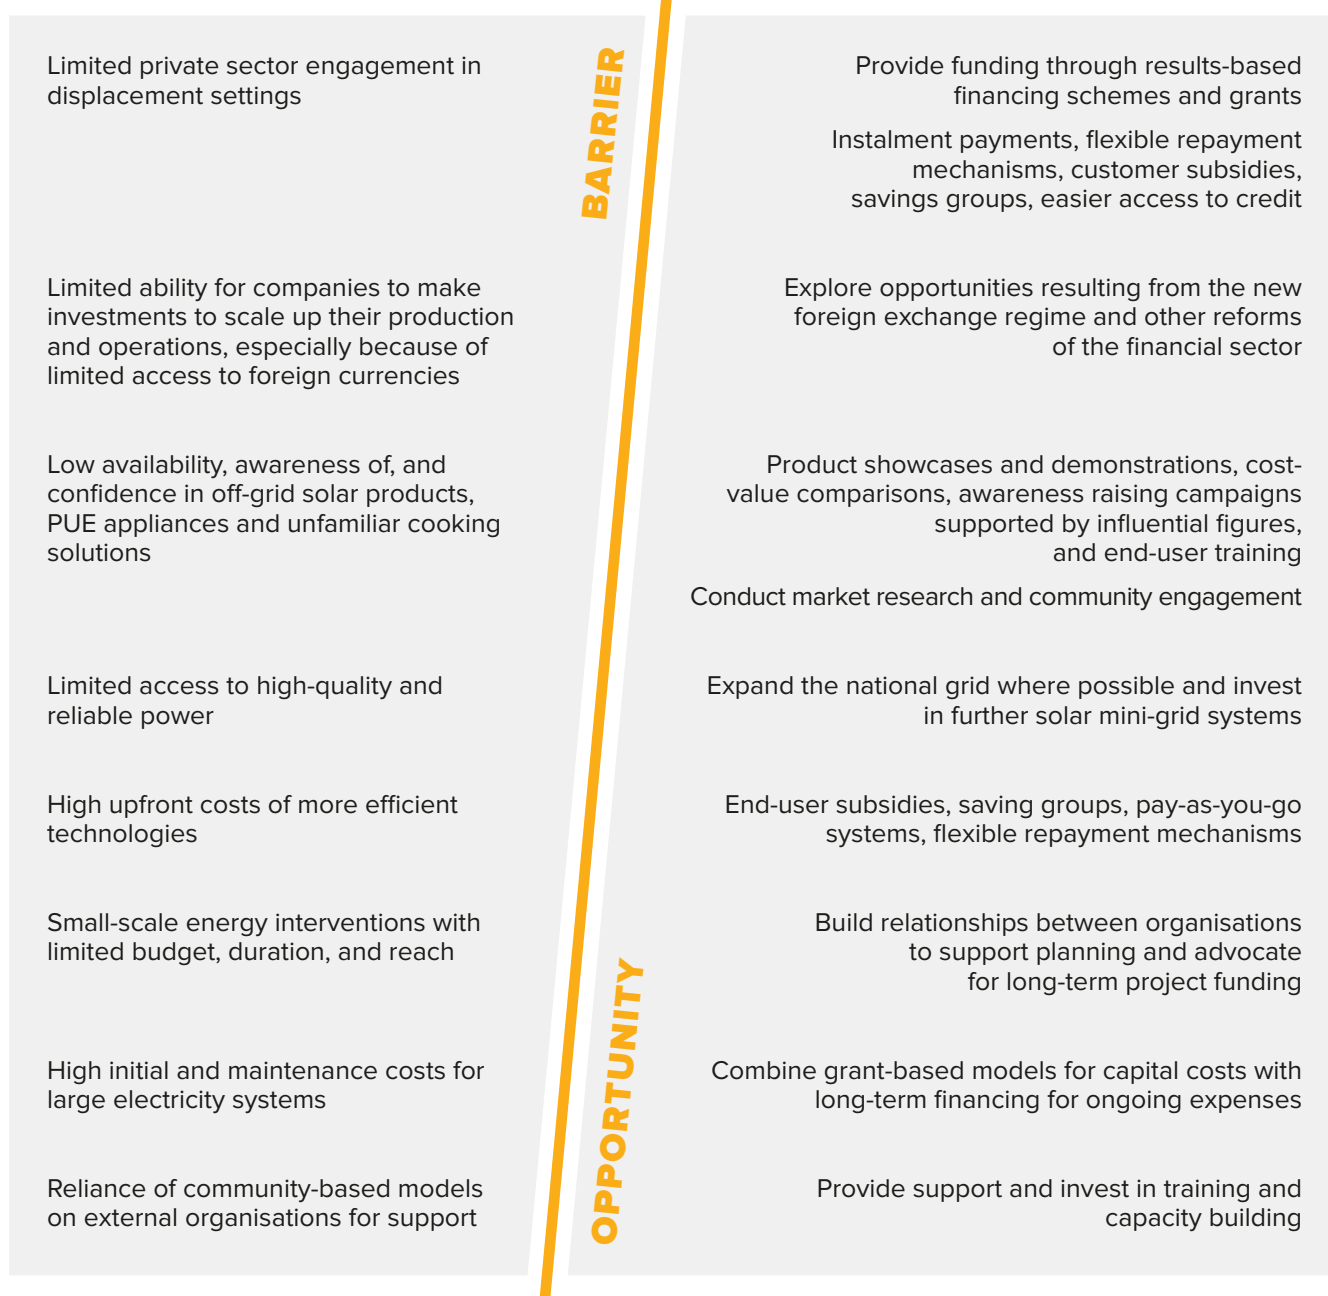 BARRIER
Limited private sector engagement in
displacement settings
Provide funding through results-based
financing schemes and grants
Instalment payments, flexible repayment
mechanisms, customer subsidies,
savings groups, easier access to credit
Limited ability for companies to make
investments to scale up their production
and operations, especially because of
limited access to foreign currencies
Explore opportunities resulting from the new
foreign exchange regime and other reforms
of the financial sector
Low availability, awareness of, and
confidence in off-grid solar products,
PUE appliances and unfamiliar cooking
solutions
Product showcases and demonstrations, cost-
value comparisons, awareness raising campaigns
supported by influential figures,
and end-user training
Conduct market research and community engagement
Limited access to high-quality and
reliable power
Expand the national grid where possible and invest
in further solar mini-grid systems
High upfront costs of more efficient
technologies
End-user subsidies, saving groups, pay-as-you-go
systems, flexible repayment mechanisms
Small-scale energy interventions with
limited budget, duration, and reach
Build relationships between organisations
to support planning and advocate
for long-term project funding
High initial and maintenance costs for
large electricity systems
Combine grant-based models for capital costs with
long-term financing for ongoing expenses
Reliance of community-based models
on external organisations for support
Provide support and invest in training and
capacity building
OPPORTUNITY